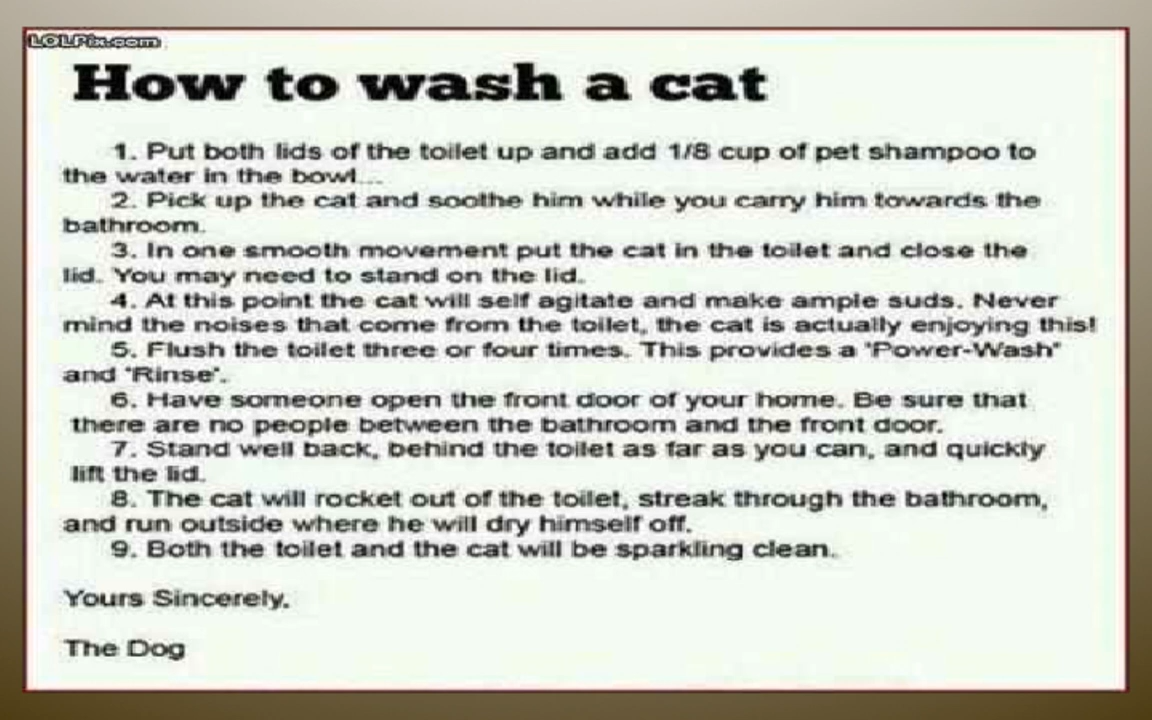 LOLPix.com
How to wash a cat
1. Put both lids of the toilet up and add 1/8 cup of pet shampoo to
the water in the bowl...
2. Pick up the cat and soothe him while you carry him towards the
bathroom.
3. In one smooth movement put the cat in the toilet and close the
lid. You may need to stand on the lid.
4. At this point the cat will self agitate and make ample suds. Never
mind the noises that come from the toilet, the cat is actually enjoying this!
5. Flush the toilet three or four times. This provides a "Power-Wash"
and "Rinse".
6. Have someone open the front door of your home. Be sure that
there are no people between the bathroom and the front door.
7. Stand well back, behind the toilet as far as you can, and quickly
lift the lid.
8. The cat will rocket out of the toilet, streak through the bathroom,
and run outside where he will dry himself off.
9. Both the toilet and the cat will be sparkling clean.
Yours Sincerely,
The Dog